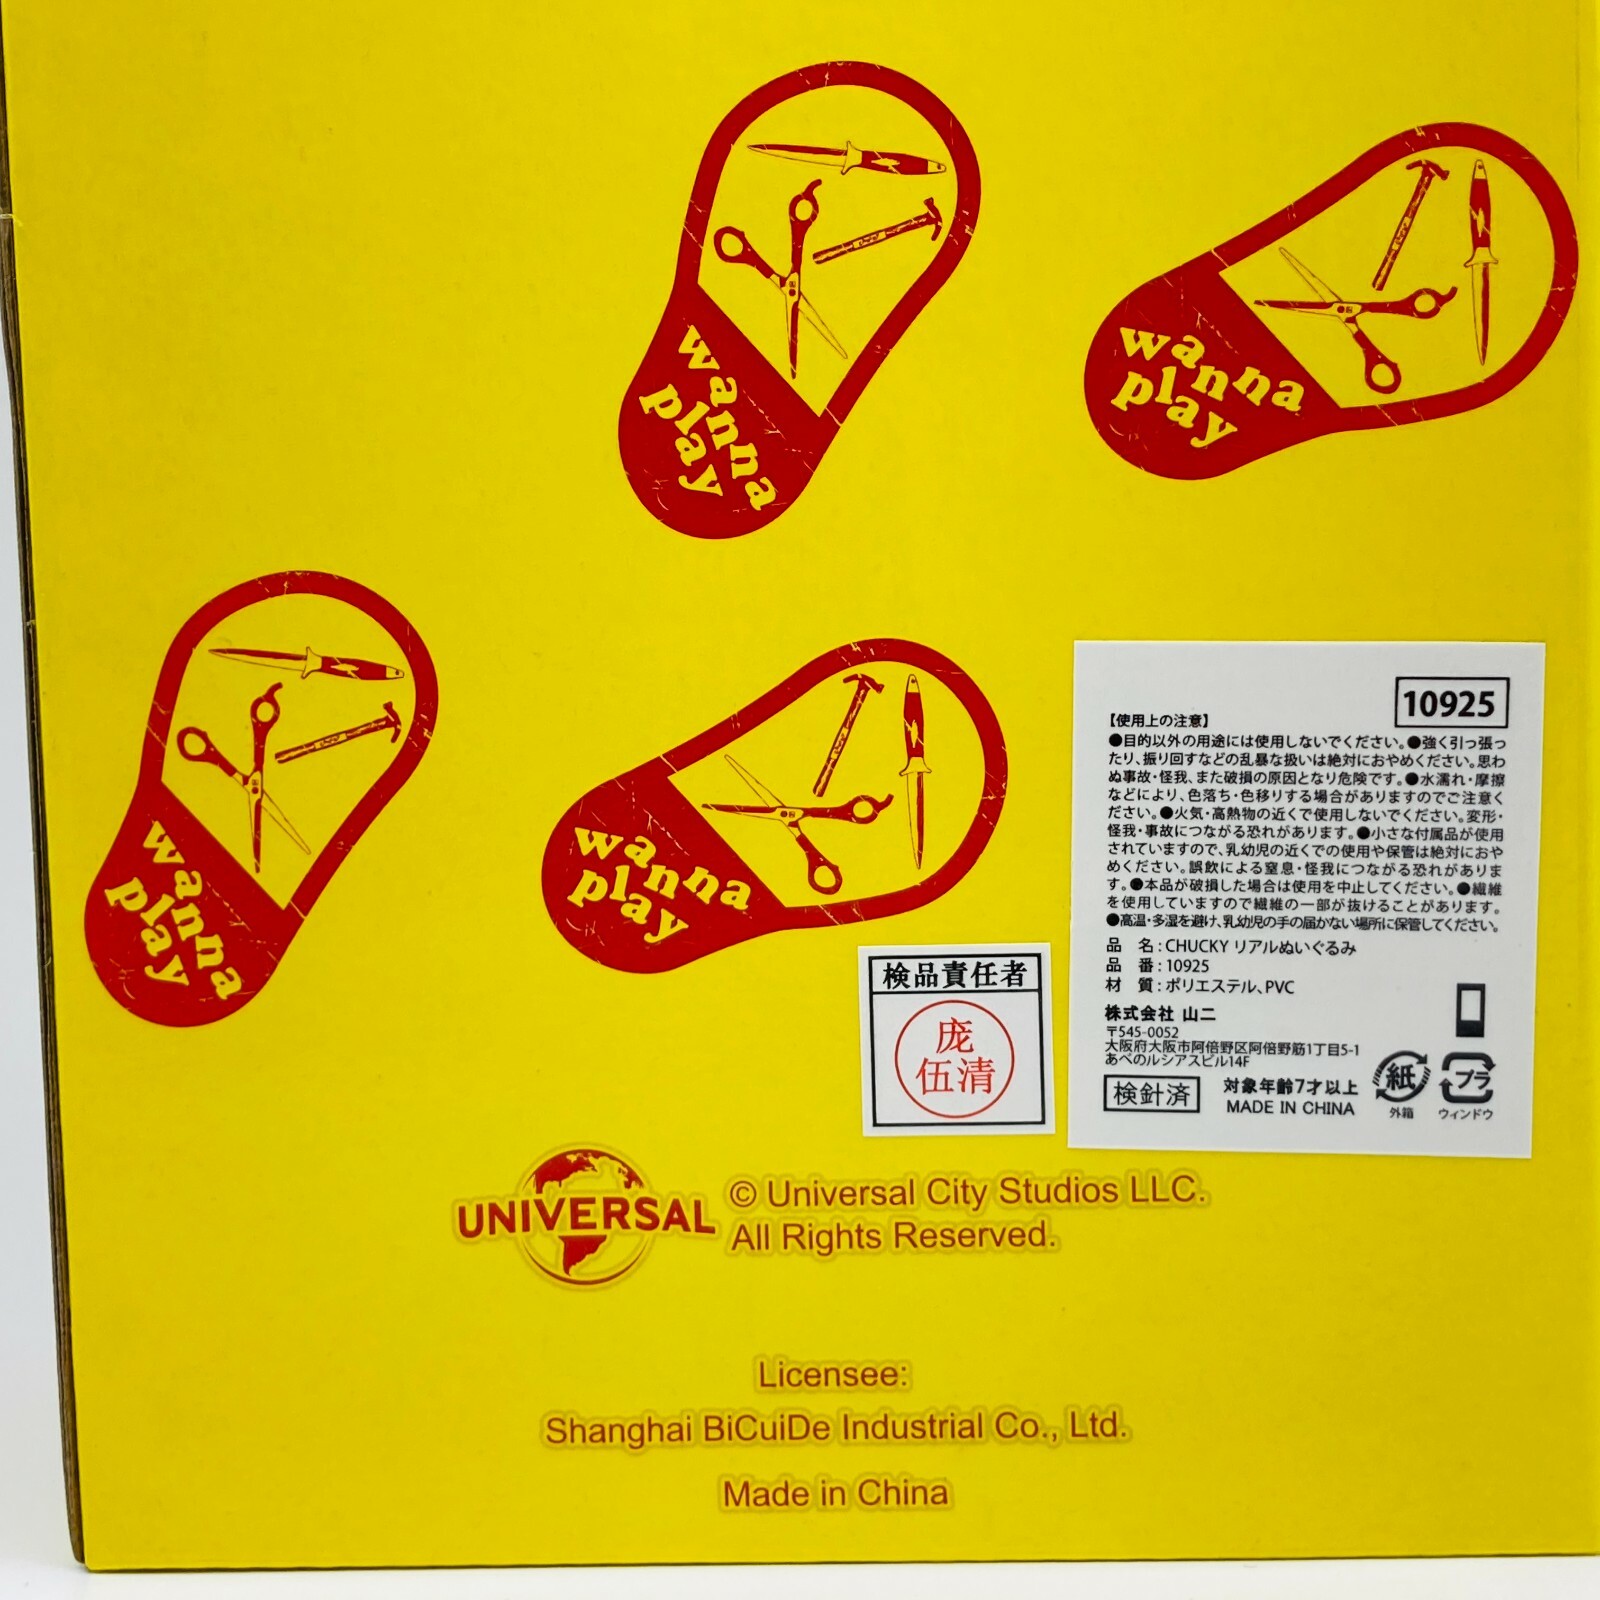 wanna
play
wanna
play
wanna
play
wanna
play
10925
【使用上の注意】
●目的以外の用途には使用しないでください。●強く引っ張っ
たり、振り回すなどの乱暴な扱いは絶対におやめください。思わ
ぬ事故・怪我、また破損の原因となり危険です。●水濡れ・摩擦
などにより、色落ち・色移りする場合がありますのでご注意く
ださい。●火気・高熱物の近くで使用しないでください。変形・
怪我・事故につながる恐れがあります。●小さな付属品が使用
されていますので、乳幼児の近くでの使用や保管は絶対におや
めください。誤飲による窒息・怪我につながる恐れがありま
す。●本品が破損した場合は使用を中止してください。●繊維
を使用していますので繊維の一部が抜けることがあります。
●高温・多湿を避け、乳幼児の手の届かない場所に保管してください。
品 名：CHUCKY リアルぬいぐるみ
品 番：10925
材 質：ポリエステル、PVC
株式会社 山二
〒545-0052
大阪府大阪市阿倍野区阿倍野筋1丁目5-1
あべのルシアスビル14F
検針済
対象年齢7才以上
MADE IN CHINA
紙
外箱
プラ
ウィンドウ
検品責任者
庞
伍清
UNIVERSAL
© Universal City Studios LLC.
All Rights Reserved.
Licensee:
Shanghai BiCuiDe Industrial Co., Ltd.
Made in China